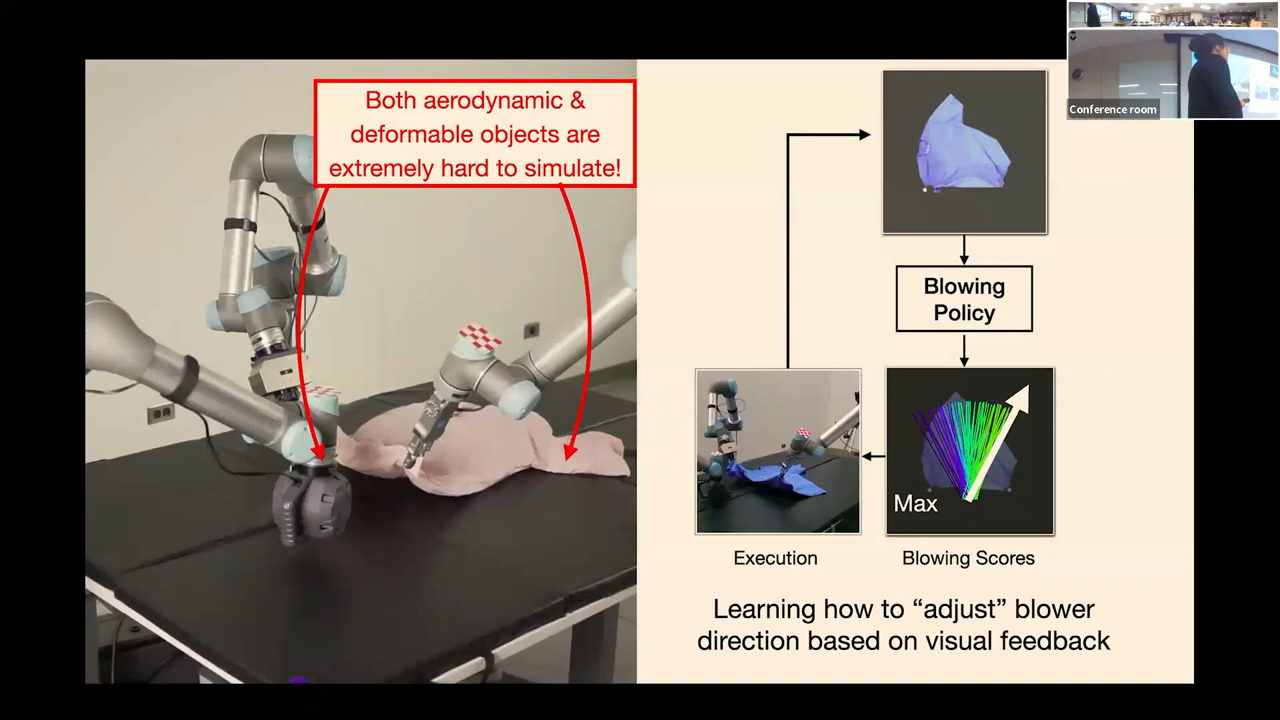 Both aerodynamic &
deformable objects are
extremely hard to simulate!
Conference room
Blowing
Policy
Max
Execution
Blowing Scores
Learning how to “adjust” blower
direction based on visual feedback